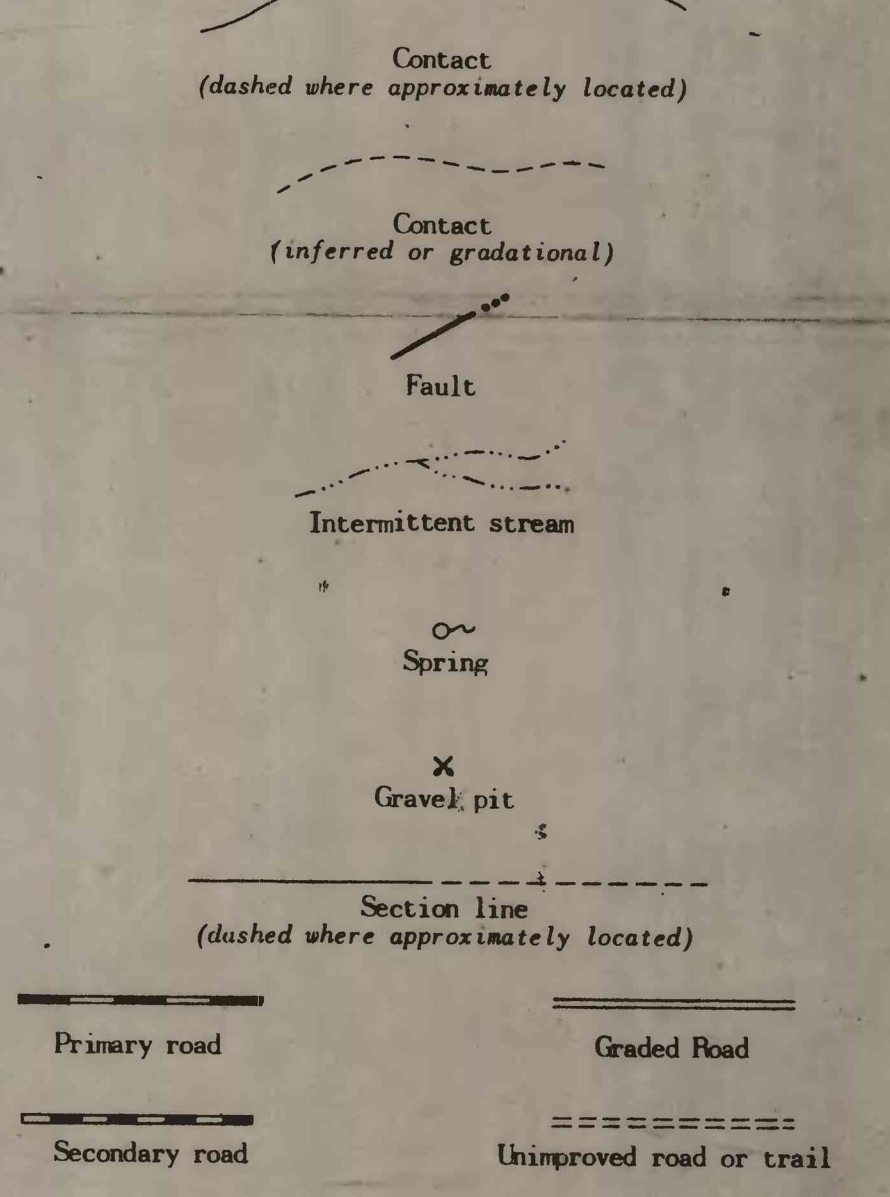 Contact
(dashed where approximately located)
Contact
(inferred or gradational)
Fault
Intermittent stream
Spring
Gravel pit
Section line
(dashed where approximately located)
Primary road
Graded Road
Secondary road
Unimproved road or trail